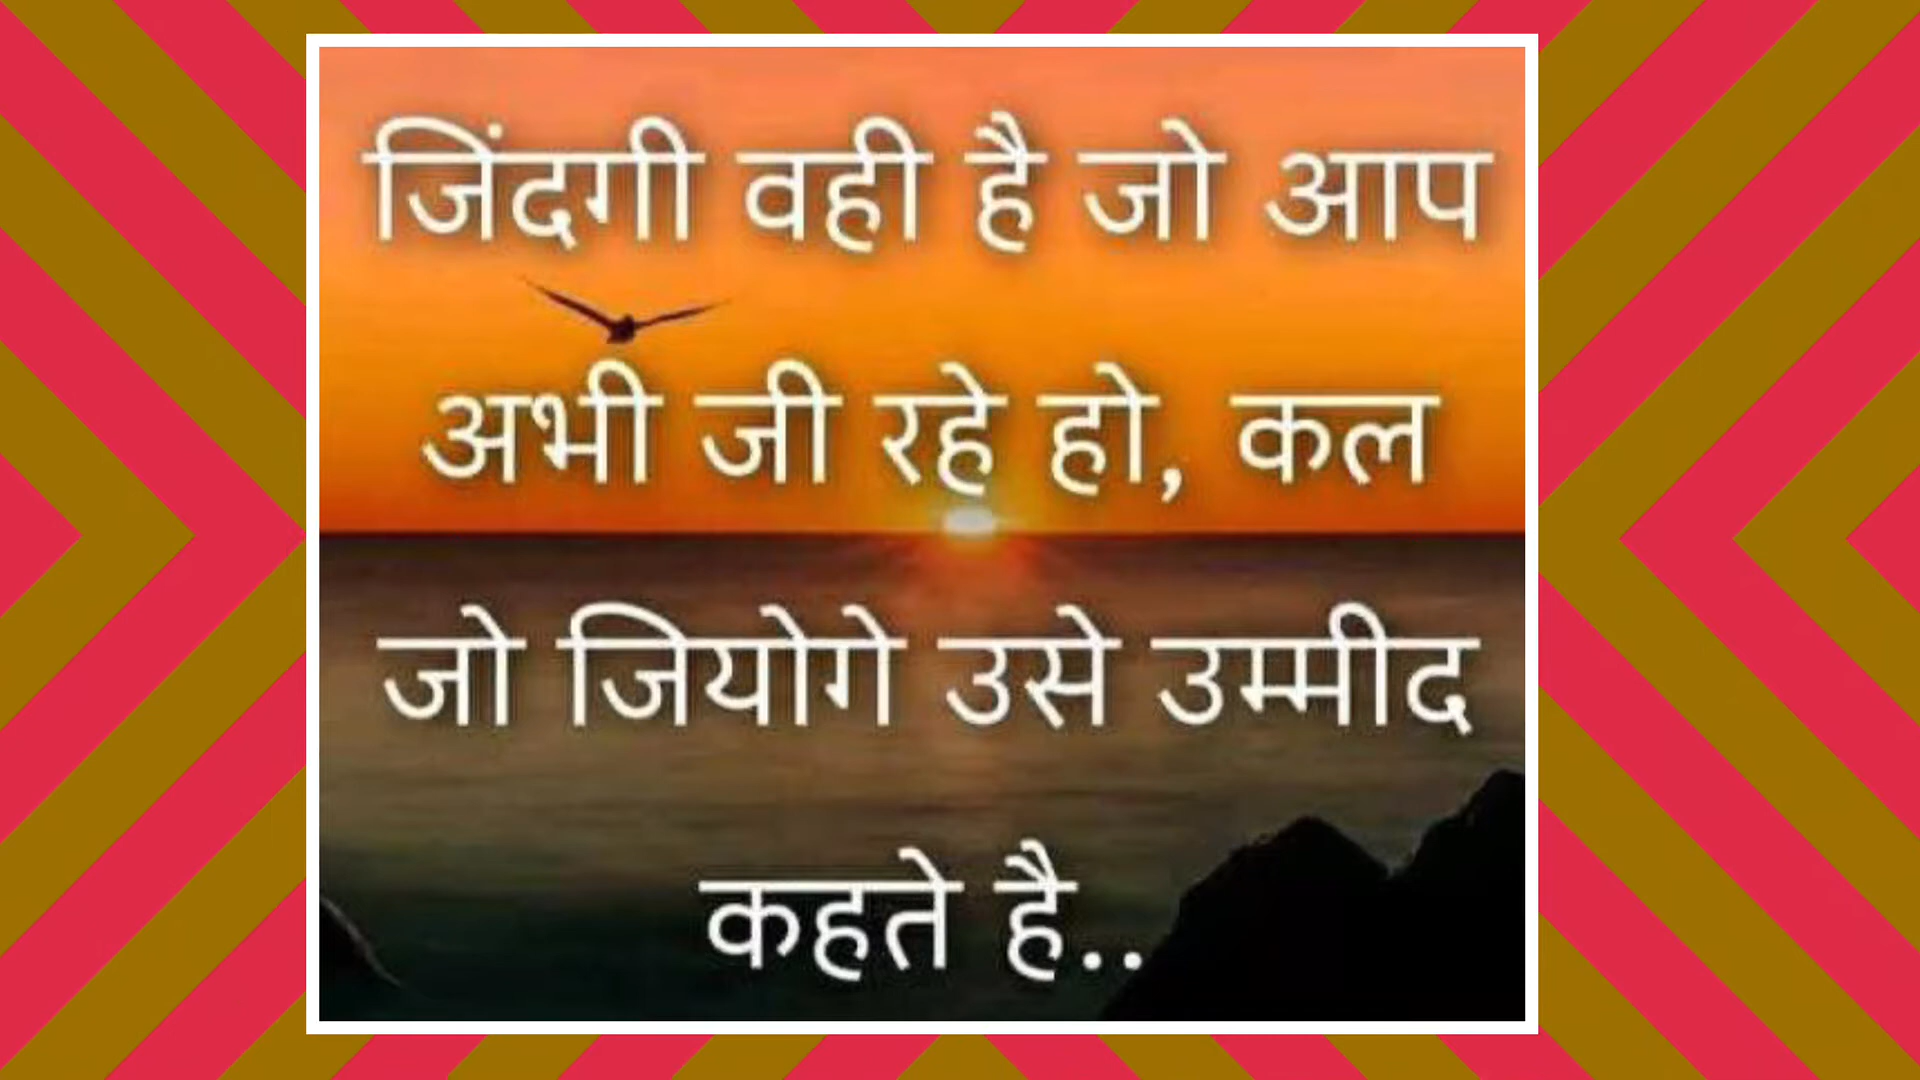 जिंदगी वही है जो आप
अभी जी रहे हो, कल
जो जियोगे उसे उम्मीद
कहते है..